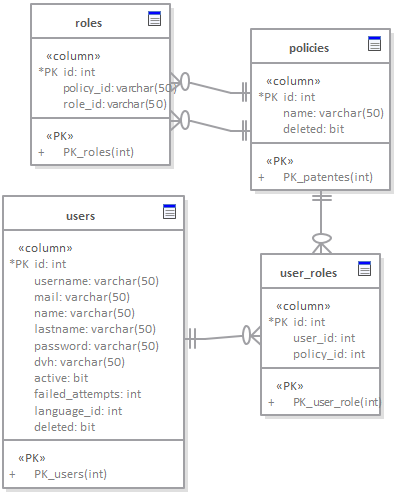 roles
«column»
*PK id: int
policy_id: varchar(50)
role_id: varchar(50)
«PK»
+ PK_roles(int)
policies
«column»
*PK id: int
name: varchar(50)
deleted: bit
«PK»
+ PK_patentes(int)
users
«column»
*PK id: int
username: varchar(50)
mail: varchar(50)
name: varchar(50)
lastname: varchar(50)
password: varchar(50)
dvh: varchar(50)
active: bit
failed_attempts: int
language_id: int
deleted: bit
«PK»
+ PK_users(int)
user_roles
«column»
*PK id: int
user_id: int
policy_id: int
«PK»
+ PK_user_role(int)